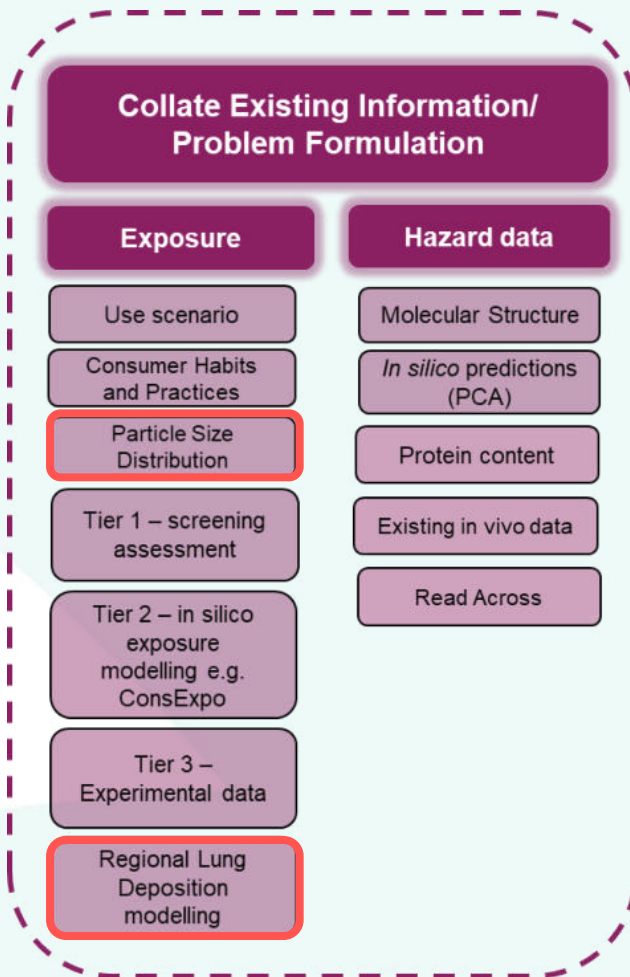 Collate Existing Information/
Problem Formulation
Exposure
Use scenario
Consumer Habits
and Practices
Particle Size
Distribution
Tier 1 – screening
assessment
Tier 2 – in silico
exposure
modelling e.g.
ConsExpo
Tier 3 –
Experimental data
Regional Lung
Deposition
modelling
Hazard data
Molecular Structure
In silico predictions
(PCA)
Protein content
Existing in vivo data
Read Across